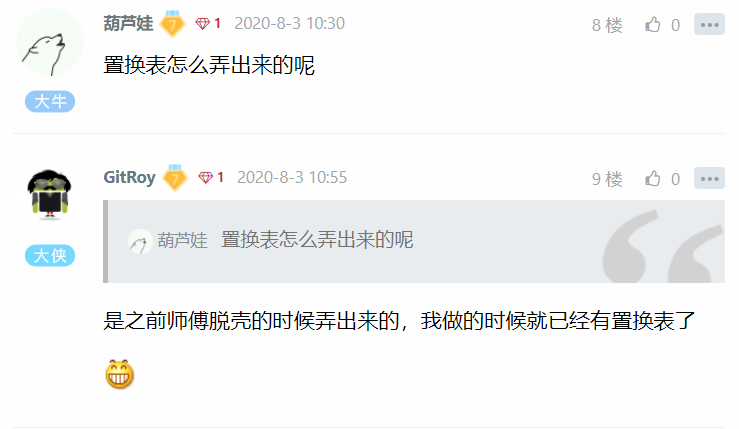 葫芦娃 7 1 2020-8-3 10:30 8 楼 0
置换表怎么弄出来的呢
大牛
GitRoy 7 1 2020-8-3 10:55 9 楼 0
葫芦娃 置换表怎么弄出来的呢
大侠
是之前师傅脱壳的时候弄出来的，我做的时候就已经有置换表了